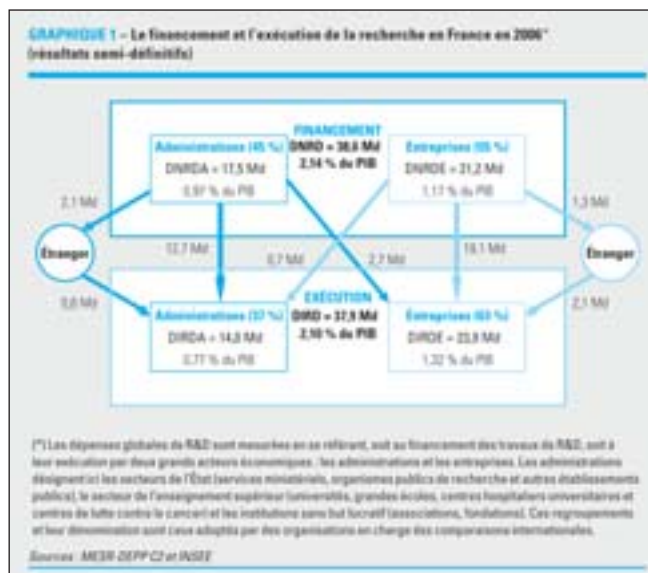 GRAPHIQUE 1 – Le financement et l'exécution de la recherche en France en 2006*
(résultats semi-définitifs)
FINANCEMENT
Administrations (45 %)
DNRDA = 17,5 Md
0,97 % du PIB
DNRD = 38,6 Md
2,14 % du PIB
Entreprises (55 %)
DNRDE = 21,2 Md
1,17 % du PIB
2,1 Md
1,3 Md
Étranger
Étranger
12,7 Md
0,7 Md
2,7 Md
19,1 Md
2,1 Md
EXÉCUTION
Administrations (37 %)
DIRDA = 14,0 Md
0,77 % du PIB
DIRD = 37,9 Md
2,10 % du PIB
Entreprises (63 %)
DIRDE = 23,9 Md
1,32 % du PIB
(*) Les dépenses globales de R&D sont mesurées en se référant, soit au financement des travaux de R&D, soit à
leur exécution par deux grands acteurs économiques : les administrations et les entreprises. Les administrations
désignent ici les secteurs de l'État (services ministériels, organismes publics de recherche et autres établissements
publics), le secteur de l'enseignement supérieur (universités, grandes écoles, centres hospitaliers universitaires et
centres de lutte contre le cancer) et les institutions sans but lucratif (associations, fondations). Ces regroupements
et leur dénomination sont ceux adoptés par des organisations en charge des comparaisons internationales.
Sources : MESR-DEPP C2 et INSEE